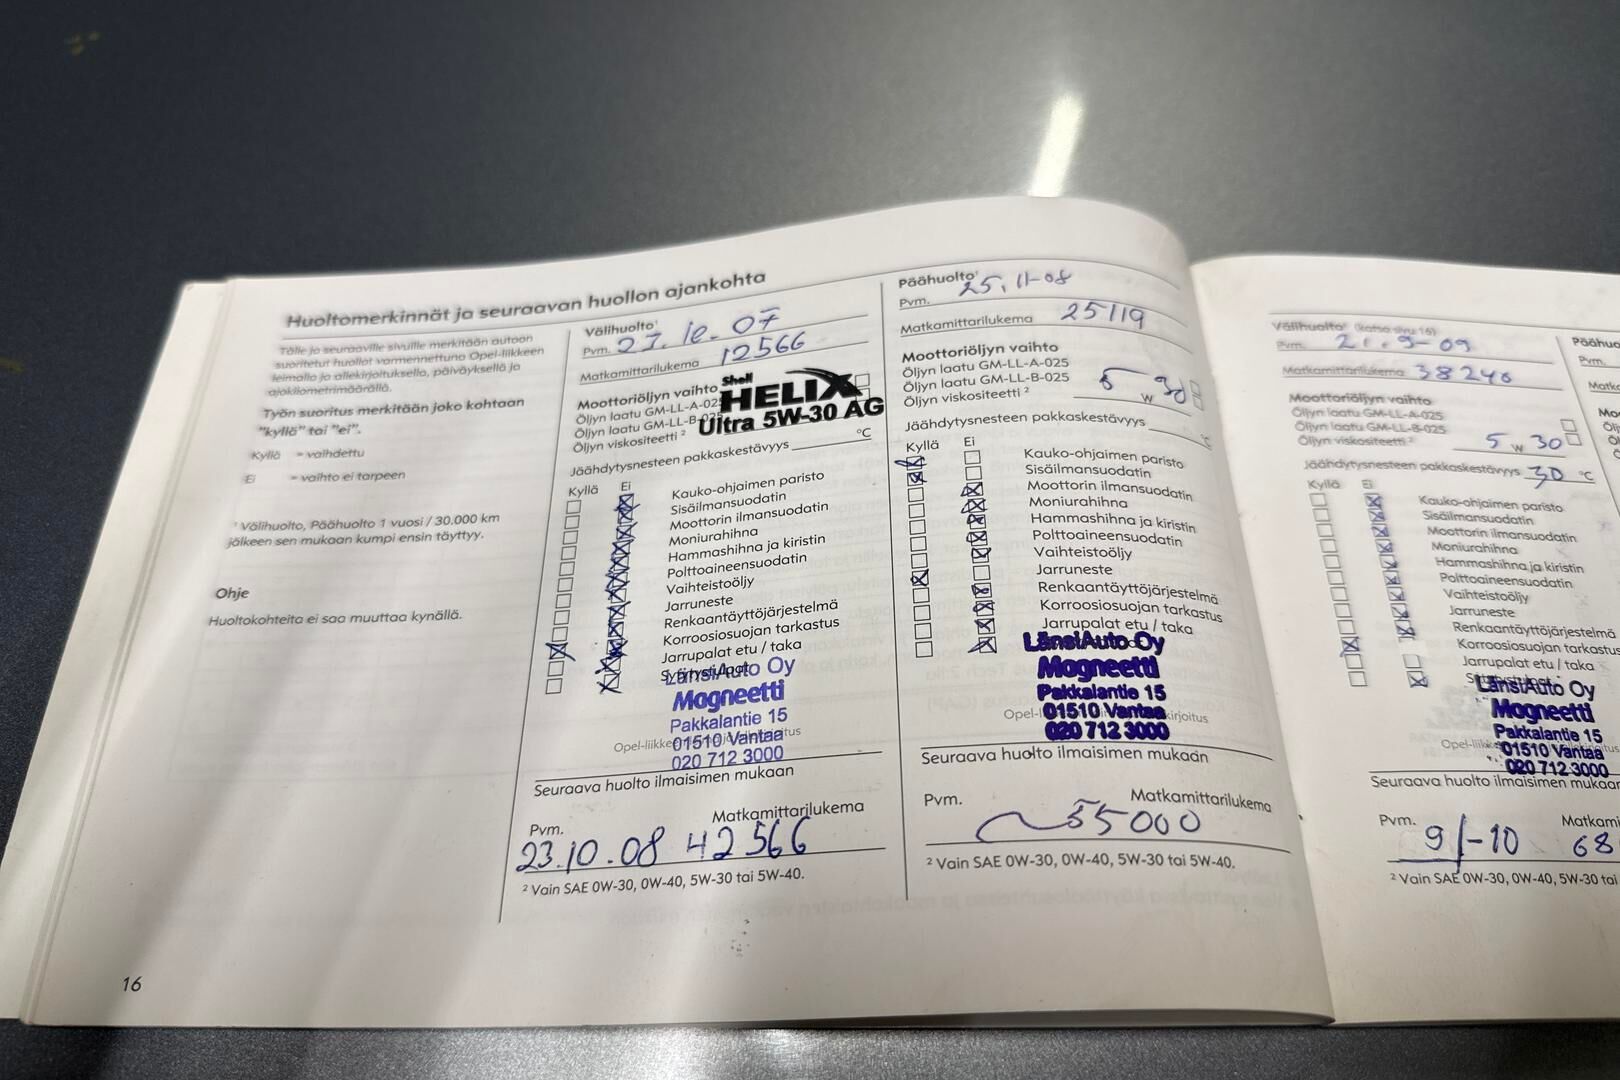 Huoltomerkinnät ja seuraavan huollon ajankohta
Tälle ja seuraaville sivuille merkitään autoon
suoritetut huollot varmennettuna Opel-liikkeen
leimalla ja allekirjoituksella, päiväyksellä ja
ajokilometrimäärällä.
Työn suoritus merkitään joko kohtaan
"kyllä" tai "ei".
Kyllä = vaihdettu
Ei = vaihto ei tarpeen
¹ Välihuolto, Päähuolto 1 vuosi / 30.000 km
jälkeen sen mukaan kumpi ensin täyttyy.
Ohje
Huoltokohteita ei saa muuttaa kynällä.
16
Välihuolto¹
Pvm. 23.10.07
Matkamittarilukema 12566
Moottoriöljyn vaihto
Öljyn laatu GM-LL-A-025
Öljyn laatu GM-LL-B-025
Öljyn viskositeetti ²
Shell
HELIX
Ultra 5W-30 AG
Jäähdytysnesteen pakkaskestävyys °C
Kyllä Ei
Kauko-ohjaimen paristo
Sisäilmansuodatin
Moottorin ilmansuodatin
Moniurahihna
Hammashihna ja kiristin
Polttoaineensuodatin
Vaihteistoöljy
Jarruneste
Renkaantäyttöjärjestelmä
Korroosiosuojan tarkastus
Jarrupalat etu / taka
LänsiAuto Oy
Magneetti
Pakkalantie 15
01510 Vantaa
020 712 3000
Seuraava huolto ilmaisimen mukaan
Pvm. Matkamittarilukema
23.10.08 42566
² Vain SAE 0W-30, 0W-40, 5W-30 tai 5W-40.
Päähuolto¹
Pvm. 25.11-08
Matkamittarilukema 25119
Moottoriöljyn vaihto
Öljyn laatu GM-LL-A-025
Öljyn laatu GM-LL-B-025
Öljyn viskositeetti ² 5 W 30
Jäähdytysnesteen pakkaskestävyys °C
Kyllä Ei
Kauko-ohjaimen paristo
Sisäilmansuodatin
Moottorin ilmansuodatin
Moniurahihna
Hammashihna ja kiristin
Polttoaineensuodatin
Vaihteistoöljy
Jarruneste
Renkaantäyttöjärjestelmä
Korroosiosuojan tarkastus
Jarrupalat etu / taka
LänsiAuto Oy
Magneetti
Pakkalantie 15
01510 Vantaa
020 712 3000
Seuraava huolto ilmaisimen mukaan
Pvm. Matkamittarilukema
55000
² Vain SAE 0W-30, 0W-40, 5W-30 tai 5W-40.
Välihuolto¹ (katso sivu 16)
Pvm. 21.9-09
Matkamittarilukema 38246
Moottoriöljyn vaihto
Öljyn laatu GM-LL-A-025
Öljyn laatu GM-LL-B-025
Öljyn viskositeetti ² 5 W 30
Jäähdytysnesteen pakkaskestävyys 30 °C
Kyllä Ei
Kauko-ohjaimen paristo
Sisäilmansuodatin
Moottorin ilmansuodatin
Moniurahihna
Hammashihna ja kiristin
Polttoaineensuodatin
Vaihteistoöljy
Jarruneste
Renkaantäyttöjärjestelmä
Korroosiosuojan tarkastus
Jarrupalat etu / taka
LänsiAuto Oy
Magneetti
Pakkalantie 15
01510 Vantaa
020 712 3000
Seuraava huolto ilmaisimen mukaan
Pvm. Matkami
9/-10 68
² Vain SAE 0W-30, 0W-40, 5W-30 tai
Päähuo
Pvm.